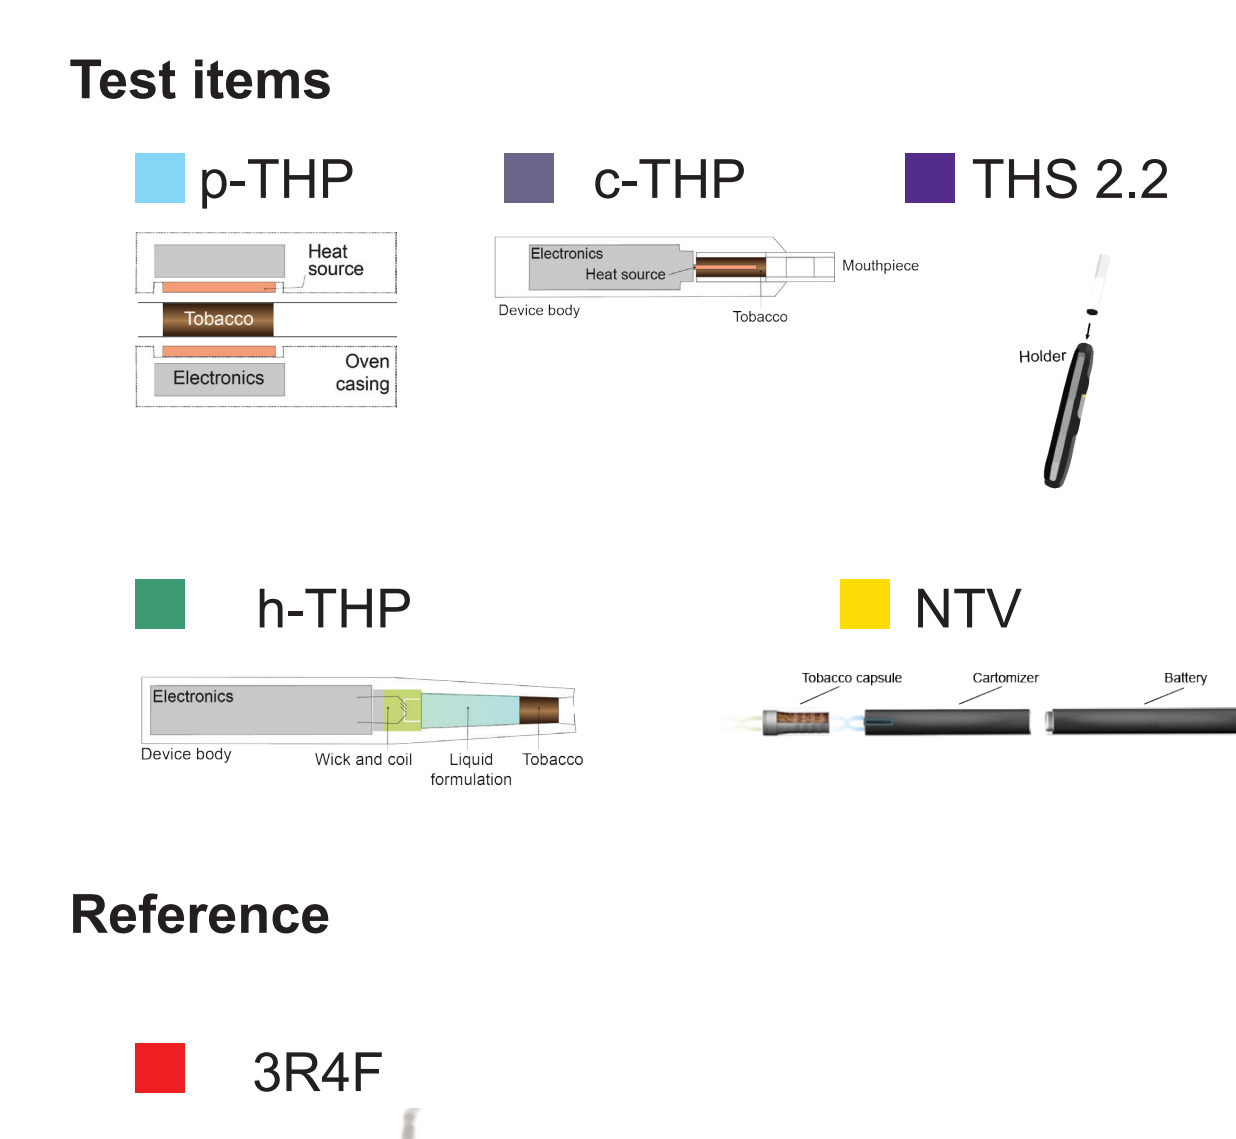 Test items
p-THP
c-THP
THS 2.2
Heat
source
Tobacco
Electronics
Oven
casing
Electronics
Heat source
Mouthpiece
Device body
Tobacco
Holder
h-THP
NTV
Electronics
Device body
Wick and coil
Liquid
formulation
Tobacco
Tobacco capsule
Cartomizer
Battery
Reference
3R4F